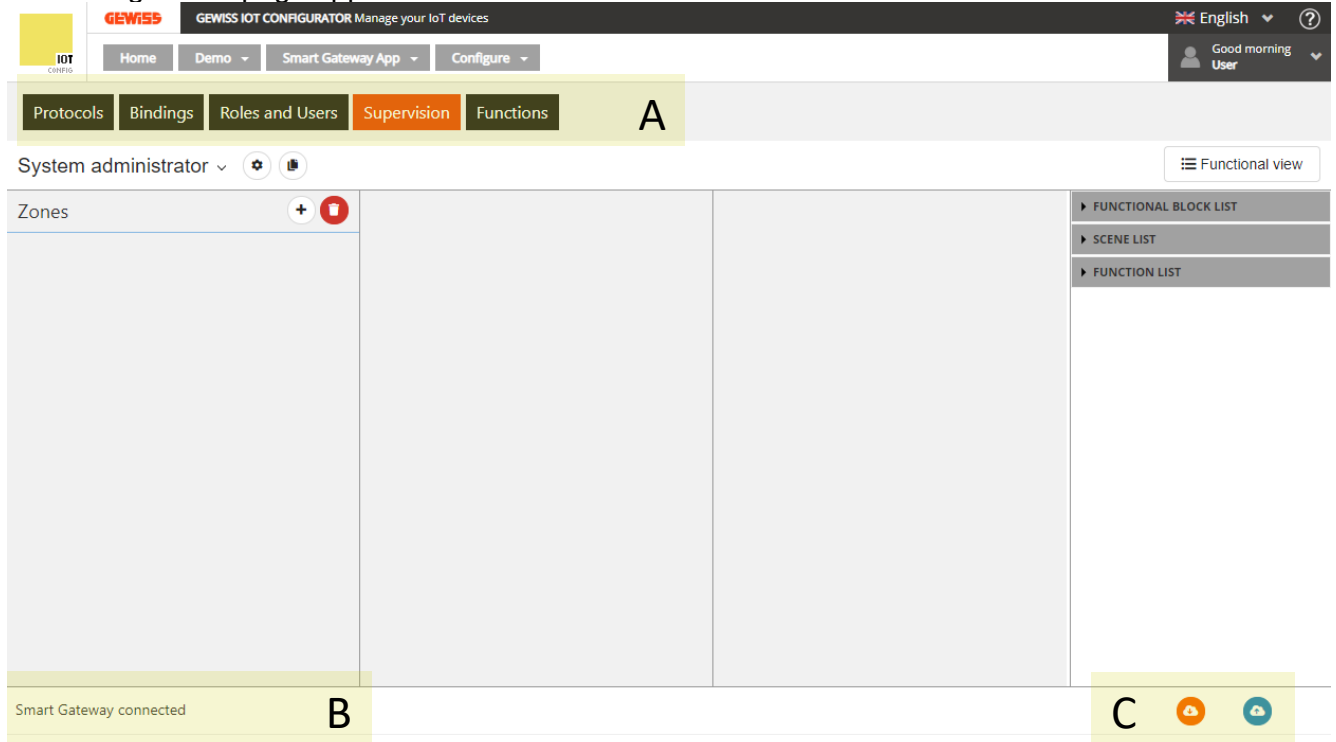 GEWiSS GEWISS IOT CONFIGURATOR Manage your IoT devices English ?
IOT
CONFIG
Home Demo Smart Gateway App Configure Good morning
User
Protocols Bindings Roles and Users Supervision Functions A
System administrator Functional view
Zones + FUNCTIONAL BLOCK LIST
SCENE LIST
FUNCTION LIST
Smart Gateway connected B C